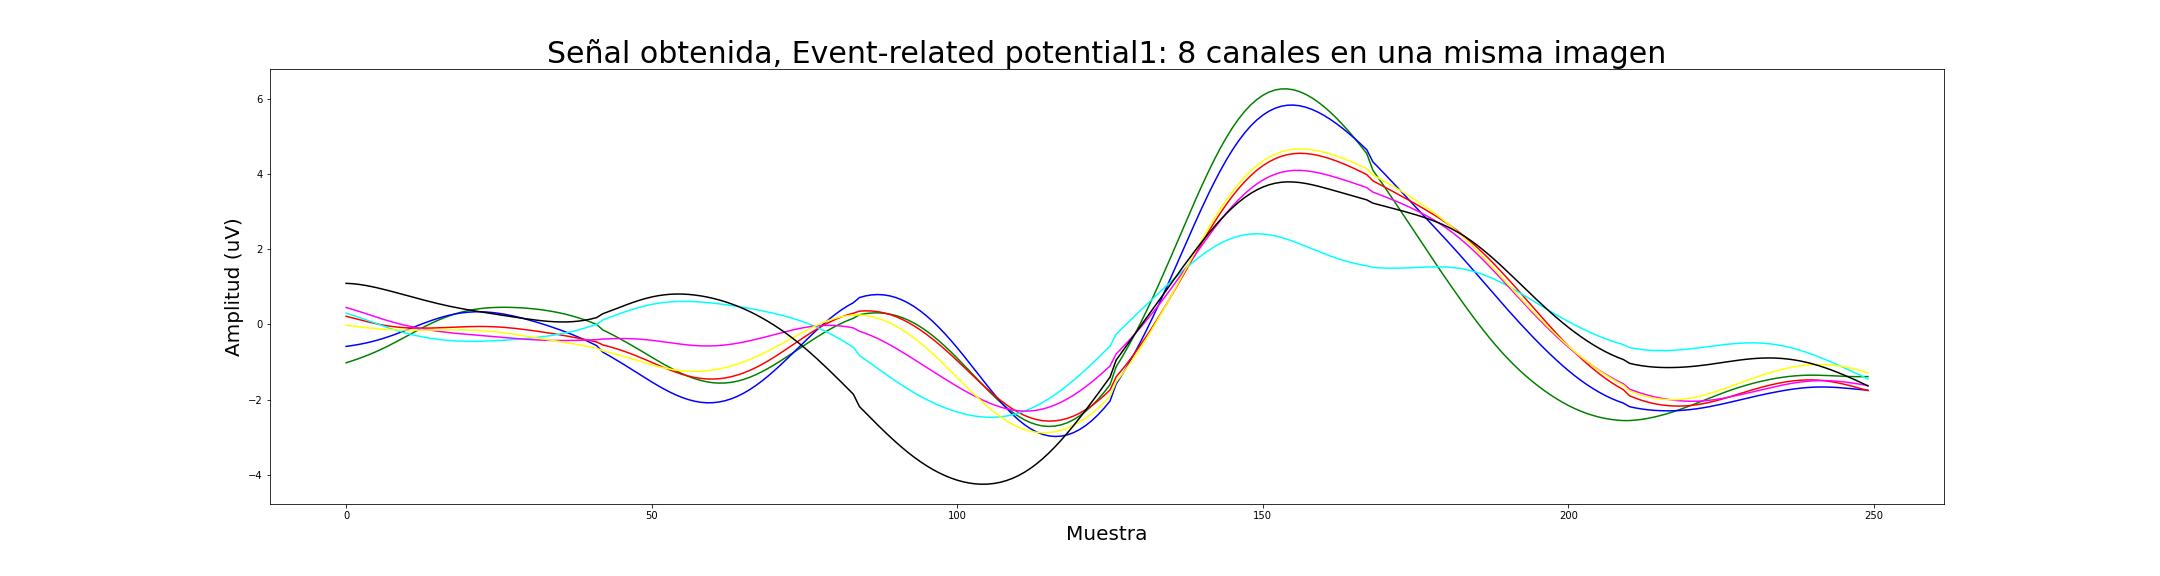 Señal obtenida, Event-related potential1: 8 canales en una misma imagen
Amplitud (uV)
6
4
2
0
−2
−4
0 50 100 150 200 250
Muestra